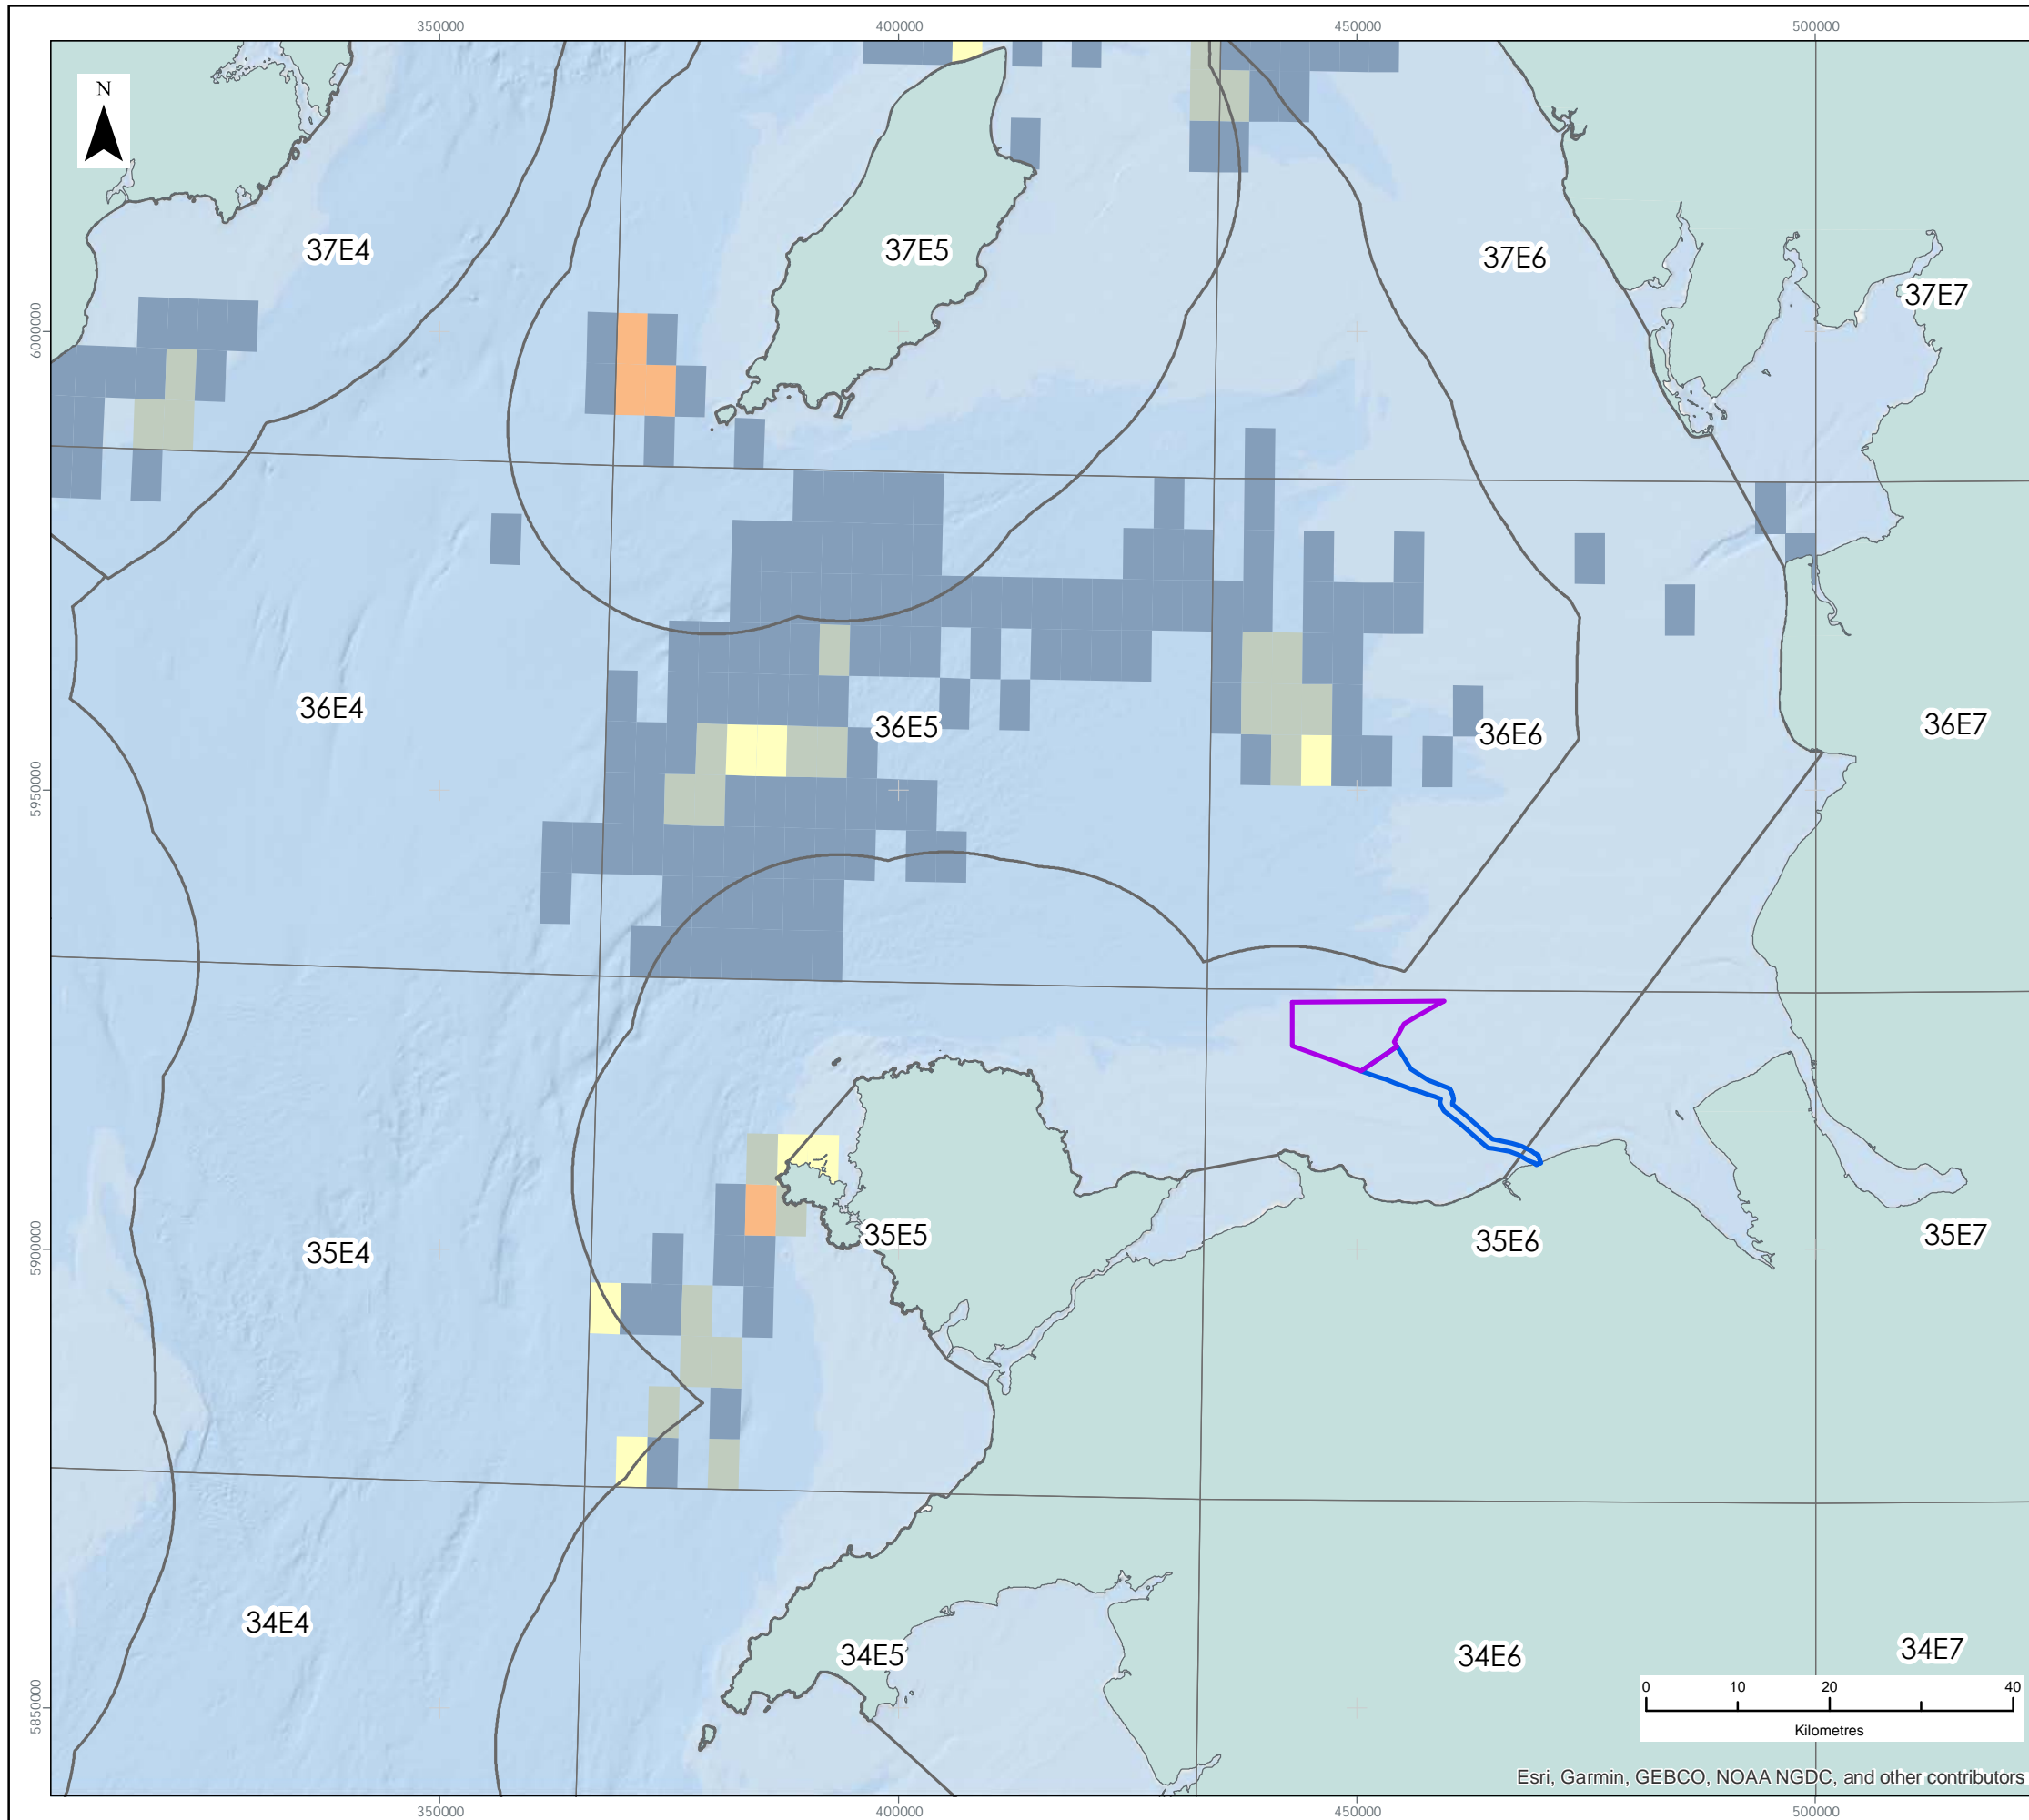 350000 400000 450000 500000
N
37E4 37E5 37E6
37E7
6000000
36E4 36E5 36E6 36E7
5950000
35E4 35E5 35E6 35E7
5900000
34E4 34E5 34E6 34E7
0 10 20 40
Kilometres
5850000
Esri, Garmin, GEBCO, NOAA NGDC, and other contributors
350000 400000 450000 500000